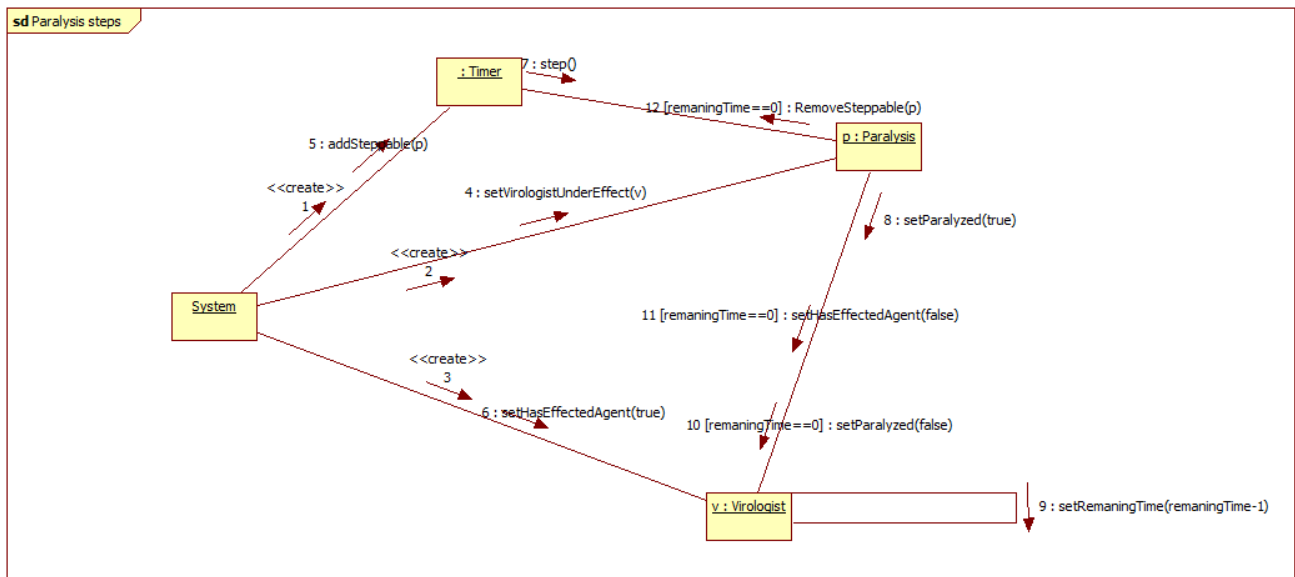 sd Paralysis steps
: Timer
7 : step()
12 [remaningTime==0] : RemoveSteppable(p)
p : Paralysis
5 : addSteppable(p)
<<create>>
1
4 : setVirologistUnderEffect(v)
8 : setParalyzed(true)
<<create>>
2
System
11 [remaningTime==0] : setHasEffectedAgent(false)
<<create>>
3
6 : setHasEffectedAgent(true)
10 [remaningTime==0] : setParalyzed(false)
v : Virologist
9 : setRemaningTime(remaningTime-1)